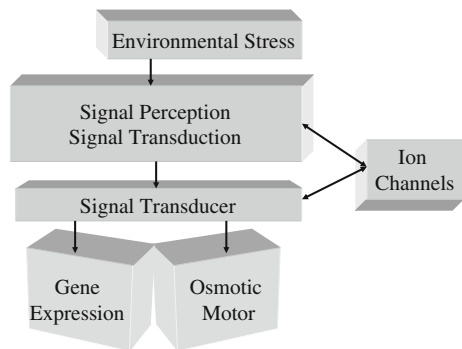 Environmental Stress
Signal Perception
Signal Transduction
Ion
Channels
Signal Transducer
Gene
Expression
Osmotic
Motor